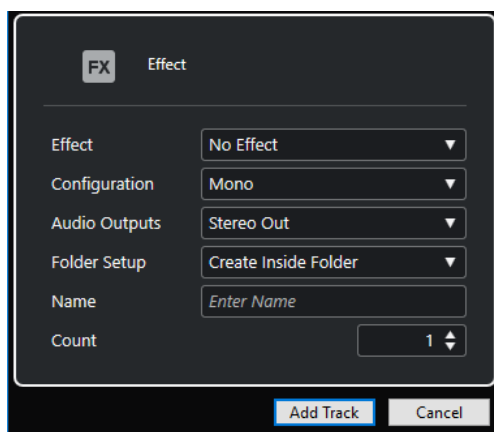 FX Effect
Effect No Effect
Configuration Mono
Audio Outputs Stereo Out
Folder Setup Create Inside Folder
Name Enter Name
Count 1
Add Track Cancel